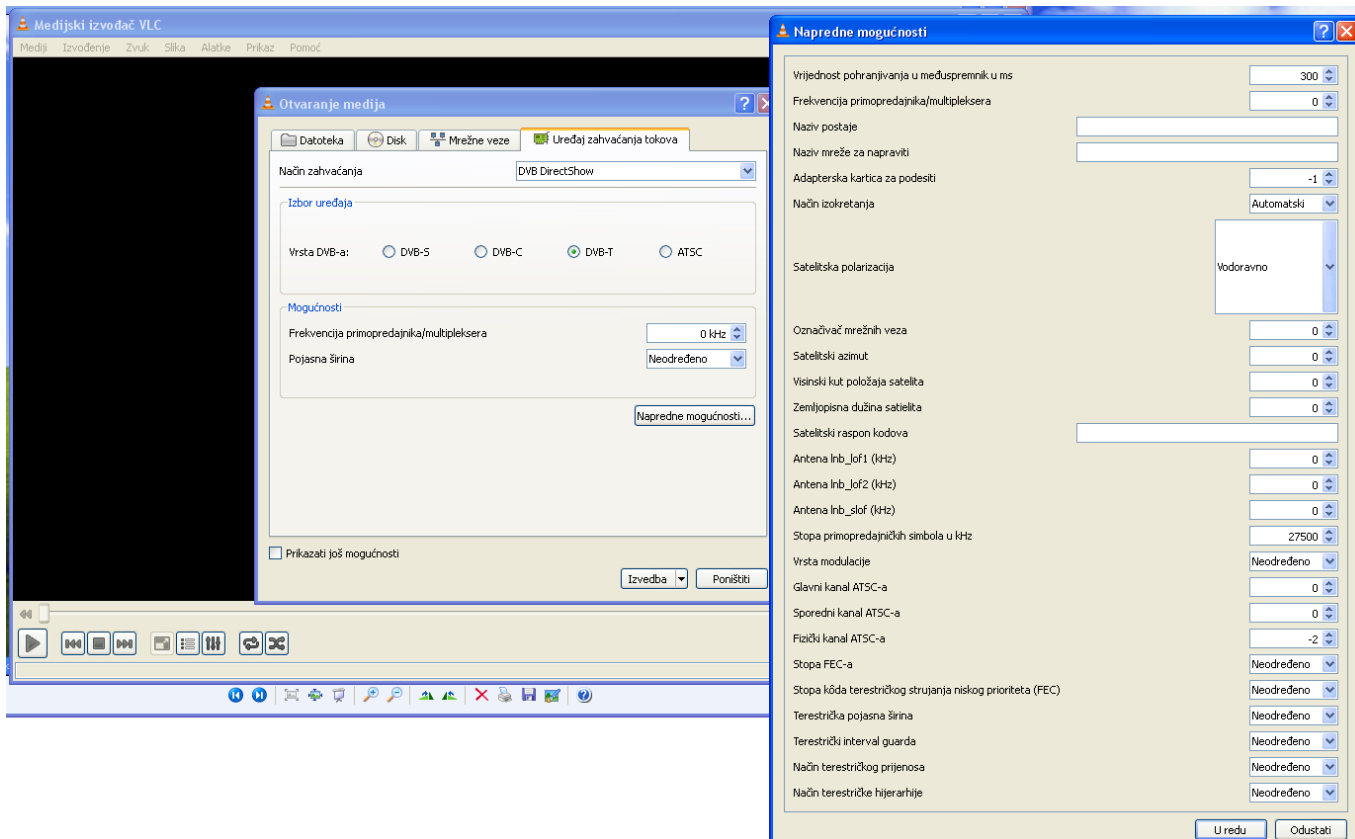 Medijski izvođač VLC
Mediji Izvođenje Zvuk Slika Alatke Prikaz Pomoć
Otvaranje medija
Datoteka Disk Mrežne veze Uređaj zahvaćanja tokova
Način zahvaćanja DVB DirectShow
Izbor uređaja
Vrsta DVB-a: DVB-S DVB-C DVB-T ATSC
Mogućnosti
Frekvencija primopredajnika/multipleksera 0 kHz
Pojasna širina Neodređeno
Napredne mogućnosti...
Prikazati još mogućnosti
Izvedba Poništiti
Napredne mogućnosti
Vrijednost pohranjivanja u međuspremnik u ms 300
Frekvencija primopredajnika/multipleksera 0
Naziv postaje
Naziv mreže za napraviti
Adapterska kartica za podesiti -1
Način izokretanja Automatski
Satelitska polarizacija Vodoravno
Označivač mrežnih veza 0
Satelitski azimut 0
Visinski kut položaja satelita 0
Zemljopisna dužina satielita 0
Satelitski raspon kodova
Antena lnb_lof1 (kHz) 0
Antena lnb_lof2 (kHz) 0
Antena lnb_slof (kHz) 0
Stopa primopredajničkih simbola u kHz 27500
Vrsta modulacije Neodređeno
Glavni kanal ATSC-a 0
Sporedni kanal ATSC-a 0
Fizički kanal ATSC-a -2
Stopa FEC-a Neodređeno
Stopa kôda terestričkog strujanja niskog prioriteta (FEC) Neodređeno
Terestrička pojasna širina Neodređeno
Terestrički interval guarda Neodređeno
Način terestričkog prijenosa Neodređeno
Način terestričke hijerarhije Neodređeno
U redu Odustati